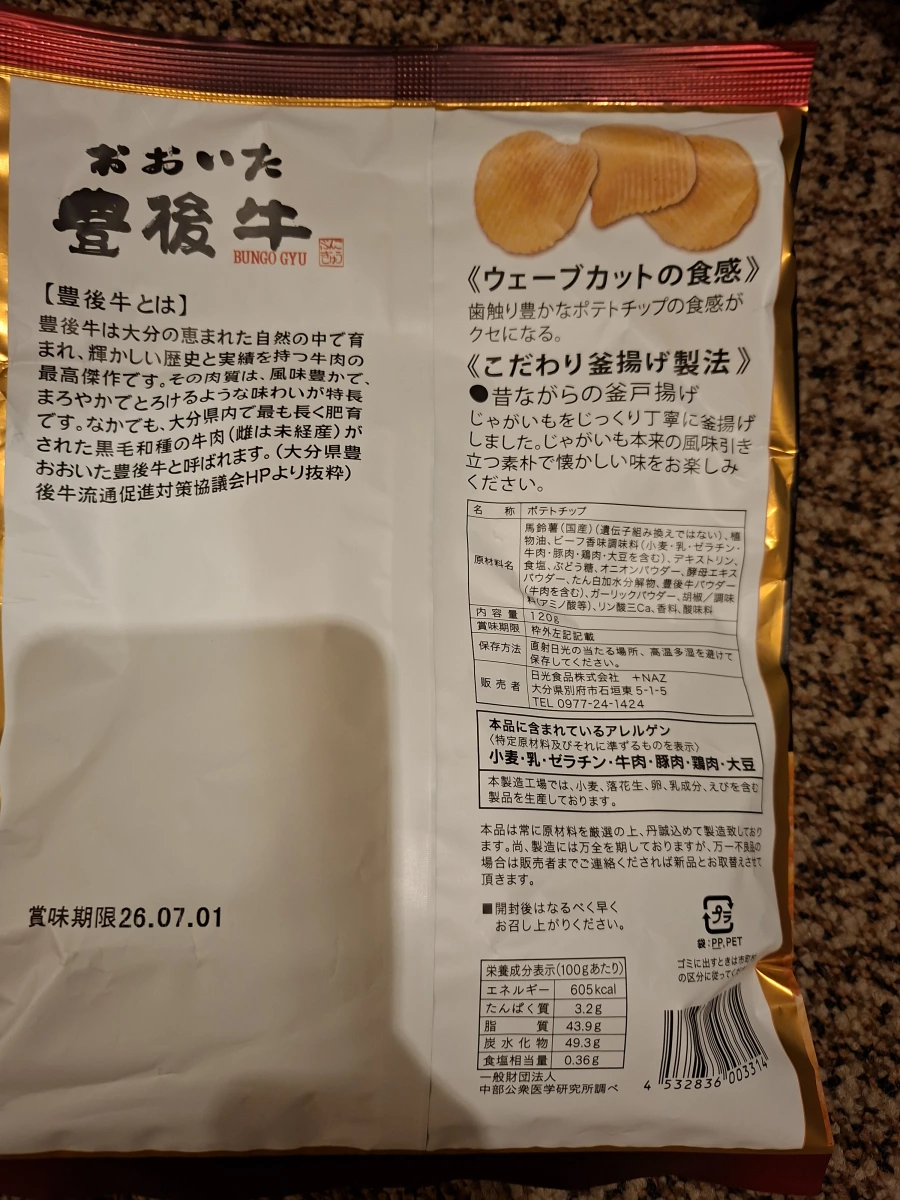 おおいた
豊後牛
BUNGO GYU
ぶんご
ぎゅう
【豊後牛とは】
豊後牛は大分の恵まれた自然の中で育
まれ、輝かしい歴史と実績を持つ牛肉の
最高傑作です。その肉質は、風味豊かで、
まろやかでとろけるような味わいが特長
です。なかでも、大分県内で最も長く肥育
された黒毛和種の牛肉(雌は未経産)が
おおいた豊後牛と呼ばれます。(大分県豊
後牛流通促進対策協議会HPより抜粋)
賞味期限26.07.01
《ウェーブカットの食感》
歯触り豊かなポテトチップの食感が
クセになる。
《こだわり釜揚げ製法》
●昔ながらの釜戸揚げ
じゃがいもをじっくり丁寧に釜揚げ
しました。じゃがいも本来の風味引き
立つ素朴で懐かしい味をお楽しみ
ください。
名称 ポテトチップ
原材料名 馬鈴薯(国産)(遺伝子組み換えではない)、植
物油、ビーフ香味調味料(小麦・乳・ゼラチン・
牛肉・豚肉・鶏肉・大豆を含む)、デキストリン、
食塩、ぶどう糖、オニオンパウダー、酵母エキス
パウダー、たん白加水分解物、豊後牛パウダー
(牛肉を含む)、ガーリックパウダー、胡椒/調味
料(アミノ酸等)、リン酸三Ca、香料、酸味料
内容量 120g
賞味期限 枠外左記記載
保存方法 直射日光の当たる場所、高温多湿を避けて
保存してください。
販売者 日光食品株式会社 +NAZ
大分県別府市石垣東5-1-5
TEL 0977-24-1424
本品に含まれているアレルゲン
(特定原材料及びそれに準ずるものを表示)
小麦・乳・ゼラチン・牛肉・豚肉・鶏肉・大豆
本製造工場では、小麦、落花生、卵、乳成分、えびを含む
製品を生産しております。
本品は常に原材料を厳選の上、丹誠込めて製造致しており
ます。尚、製造には万全を期しておりますが、万一不良品の
場合は販売者までご連絡くだされば新品とお取替えさせて
頂きます。
■開封後はなるべく早く
お召し上がりください。
プラ
袋:PP,PET
ゴミに出すときは市町村
の区分に従ってくだ
栄養成分表示(100gあたり)
エネルギー 605kcal
たんぱく質 3.2g
脂質 43.9g
炭水化物 49.3g
食塩相当量 0.36g
一般財団法人
中部公衆医学研究所調べ
4 532836 003314